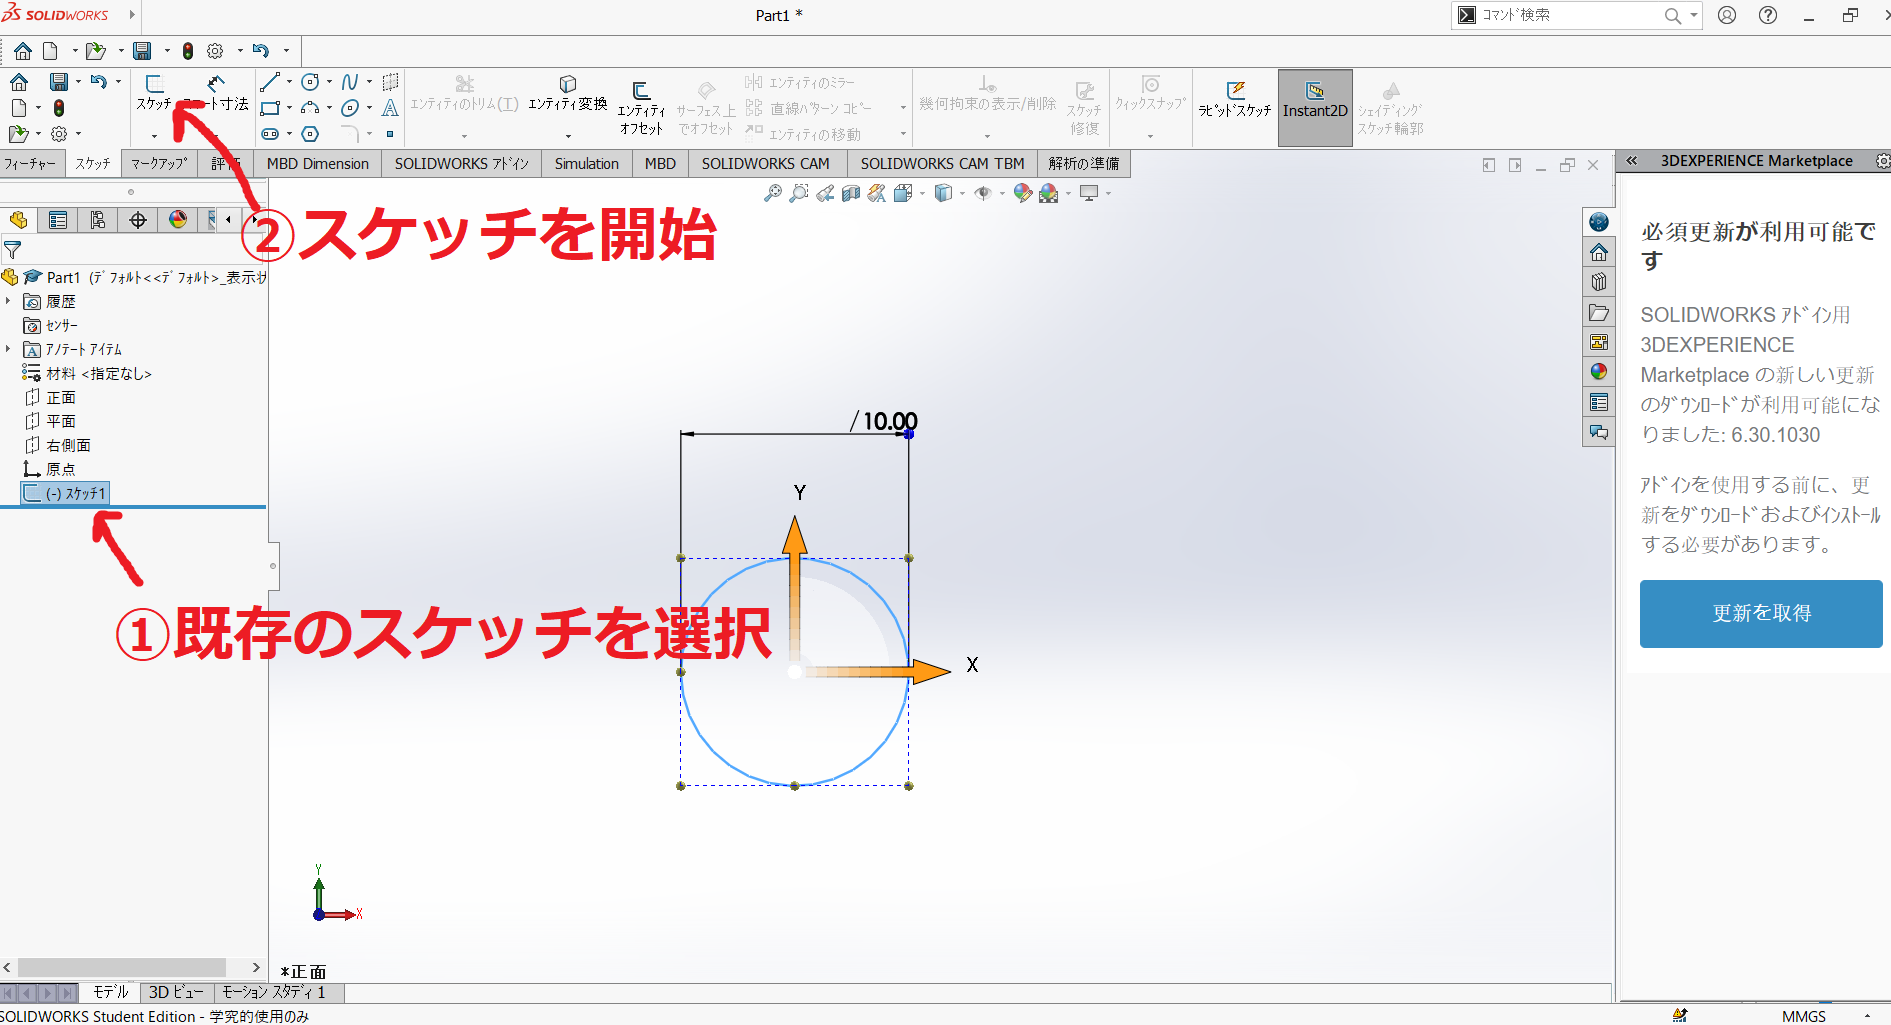 SOLIDWORKS
Part1 *
コマンド検索
スケッチ
ート寸法
エンティティのトリム(T)
エンティティ変換
エンティティ
オフセット
サーフェス上
でオフセット
エンティティのミラー
直線パターン コピー
エンティティの移動
幾何拘束の表示/削除
スケッチ
修復
クィックスナップ
ラピッドスケッチ
Instant2D
シェイディング
スケッチ輪郭
フィーチャー
スケッチ
マークアップ
評価
MBD Dimension
SOLIDWORKS アドイン
Simulation
MBD
SOLIDWORKS CAM
SOLIDWORKS CAM TBM
解析の準備
②スケッチを開始
Part1 (デフォルト<<デフォルト>_表示状
履歴
センサー
アノテート アイテム
材料 <指定なし>
正面
平面
右側面
原点
(-) スケッチ1
①既存のスケッチを選択
10.00
Y
X
Y
X
*正面
モデル
3D ビュー
モーション スタディ 1
SOLIDWORKS Student Edition - 学究的使用のみ
MMGS
3DEXPERIENCE Marketplace
必須更新が利用可能で
す
SOLIDWORKS アドイン用
3DEXPERIENCE
Marketplace の新しい更新
のダウンロードが利用可能にな
りました: 6.30.1030
アドインを使用する前に、更
新をダウンロードおよびインストール
する必要があります。
更新を取得